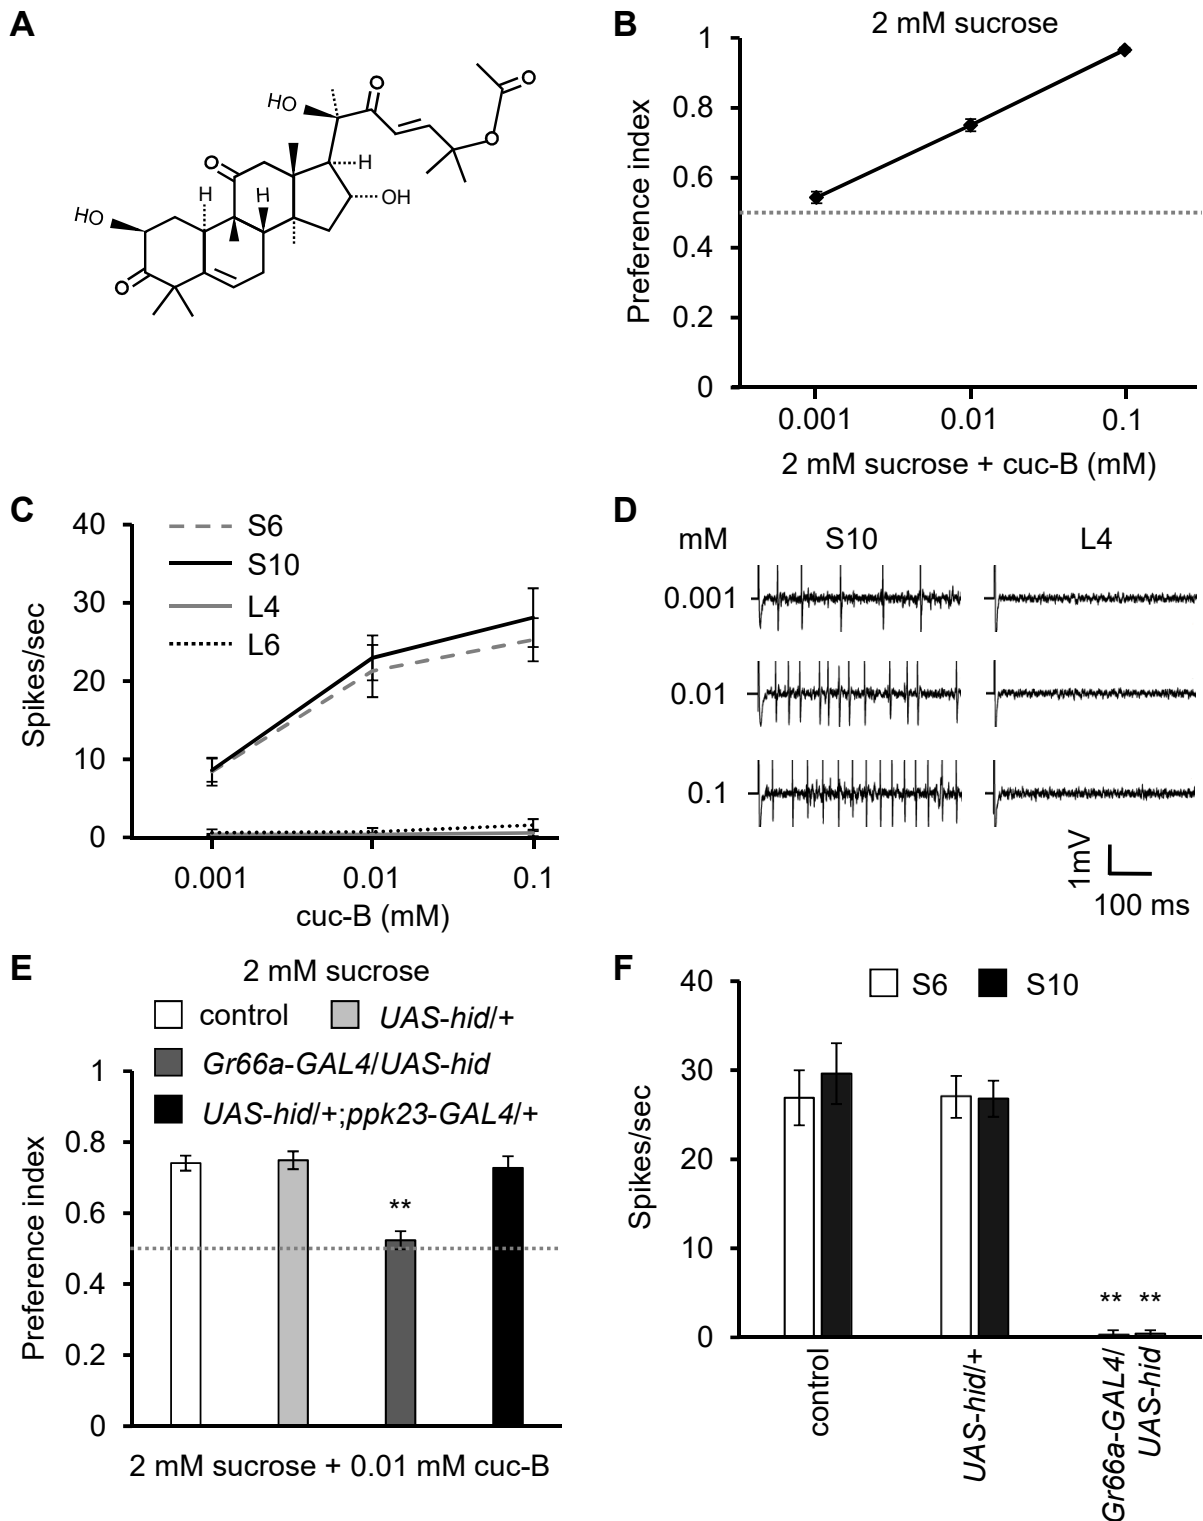 A
HO
O
O
O
O
H
HO
H
H
OH
O
B
2 mM sucrose
Preference index
1
0.8
0.6
0.4
0.2
0
0.001 0.01 0.1
2 mM sucrose + cuc-B (mM)
C
Spikes/sec
40
30
20
10
0
S6
S10
L4
L6
0.001 0.01 0.1
cuc-B (mM)
D
mM S10 L4
0.001
0.01
0.1
1mV
100 ms
E
2 mM sucrose
control UAS-hid/+
Gr66a-GAL4/UAS-hid
UAS-hid/+;ppk23-GAL4/+
Preference index
1
0.8
0.6
0.4
0.2
0
**
2 mM sucrose + 0.01 mM cuc-B
F
S6 S10
Spikes/sec
40
30
20
10
0
** **
control
UAS-hid/+
Gr66a-GAL4/
UAS-hid